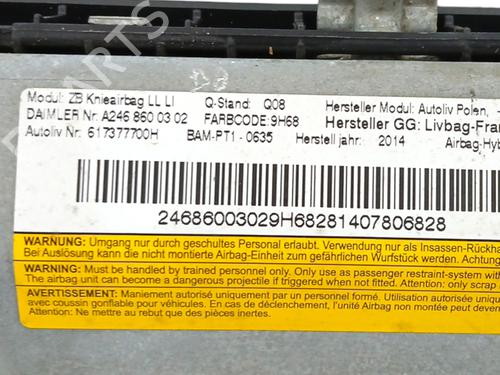 Modul: ZB Knieairbag LL LI Q-Stand: Q08 Hersteller Modul: Autoliv Polen,
DAIMLER Nr. A246 860 03 02 FARBCODE: 9H68 Hersteller GG: Livbag-Fran
Autoliv Nr: 617377700H BAM-PT1 - 0635 Herstell jahr: 2014 Airbag-Hyb
24686003029H68281407806828
WARNUNG: Umgang nur durch geschultes Personal erlaubt. Verwendung nur als Insassen-Rückha
Bei Auslösung kann die nicht montierte Airbag-Einheit zum gefährlichen Wurfstück werden. An
WARNING: Must be handled by trained personnel only. Only use as passenger restraint-system
The airbag unit can become a dangerous projectile if triggered when not fitted. Attention: only scrap
AVERTISSEMENT: Maniement autorisé uniquement par un personnel formé. Utilisation autorisée uni
avec coussin gonflable pour véhicules. En cas de déclenchement, l'unité Airbag non montée peut deven
Attention: Ne mettre au rebut que des pièces inertes.